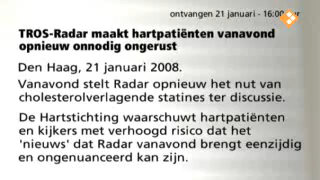 ontvangen 21 januari - 16:00
TROS-Radar maakt hartpatiënten vanavond
opnieuw onnodig ongerust
Den Haag, 21 januari 2008.
Vanavond stelt Radar opnieuw het nut van
cholesterolverlagende statines ter discussie.
De Hartstichting waarschuwt hartpatiënten
en kijkers met verhoogd risico dat het
'nieuws' dat Radar vanavond brengt eenzijdig
en ongenuanceerd kan zijn.